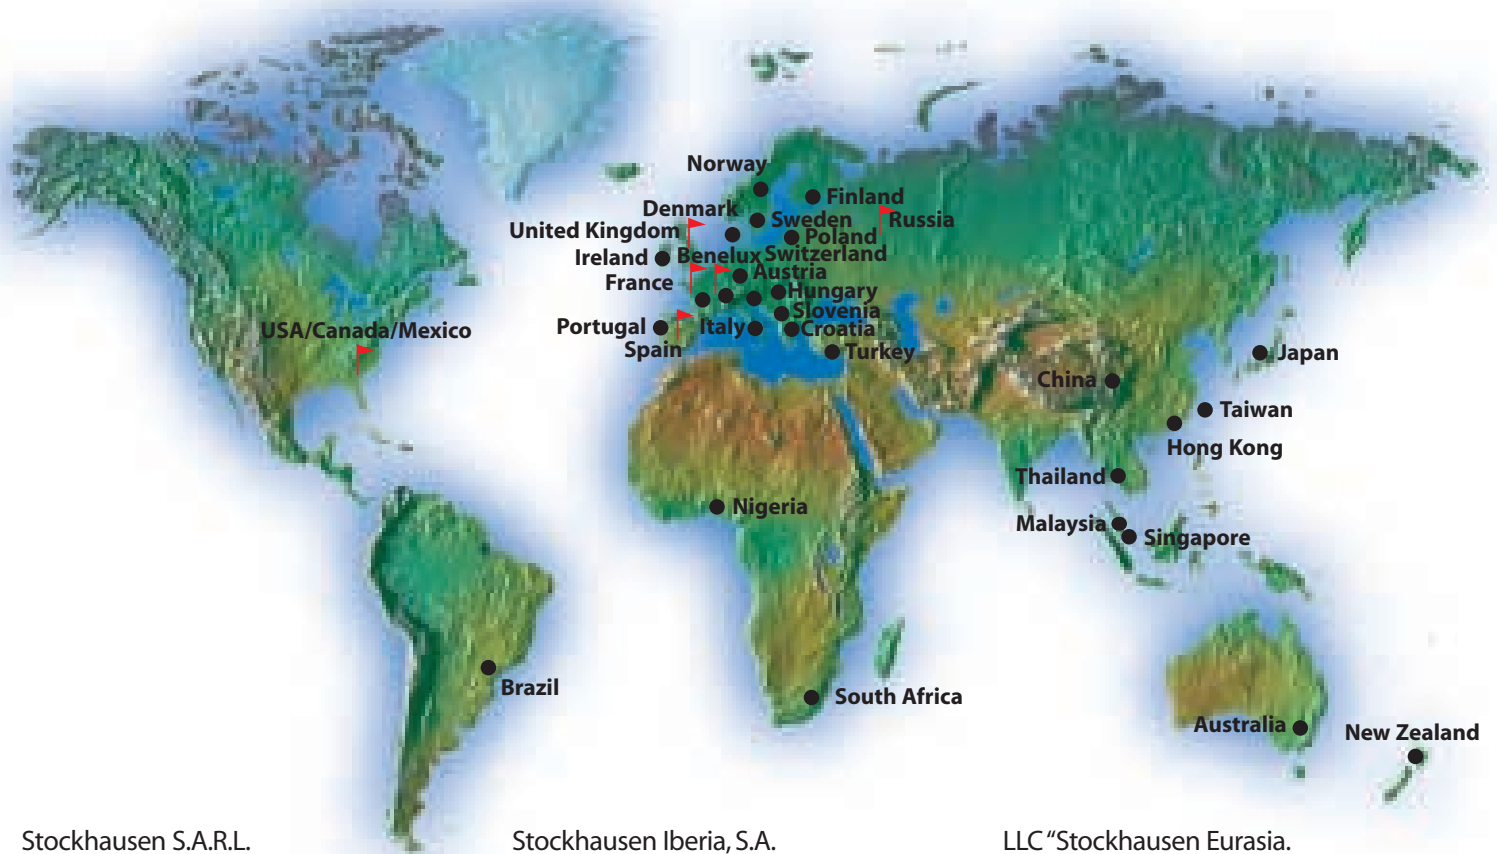 Norway
Finland
Denmark
Sweden
Russia
United Kingdom
Poland
Ireland
Benelux
Switzerland
Austria
France
Hungary
Slovenia
Portugal
Italy
Croatia
Spain
Turkey
USA/Canada/Mexico
Japan
China
Taiwan
Hong Kong
Thailand
Nigeria
Malaysia
Singapore
Brazil
South Africa
Australia
New Zealand
Stockhausen S.A.R.L.
Stockhausen Iberia, S.A.
LLC “Stockhausen Eurasia.